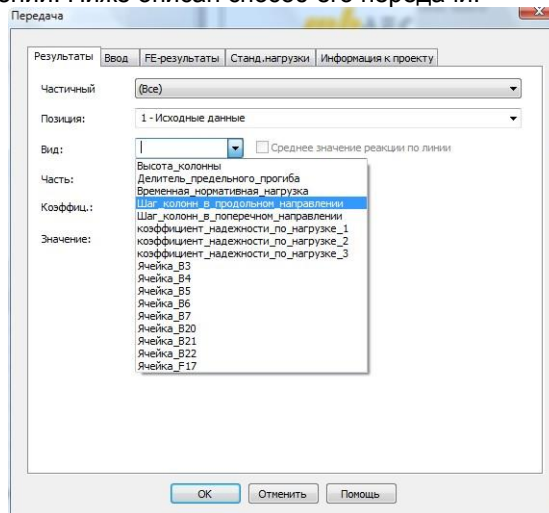 Передача
Результаты Ввод FE-результаты Станд.нагрузки Информация к проекту
Частичный (Все)
Позиция: 1 - Исходные данные
Вид: Среднее значение реакции по линии
Часть:
Коэффиц.:
Значение:
Высота_колонны
Делитель_предельного_прогиба
Временная_нормативная_нагрузка
Шаг_колонн_в_продольном_направлении
Шаг_колонн_в_поперечном_направлении
коэффициент_надежности_по_нагрузке_1
коэффициент_надежности_по_нагрузке_2
коэффициент_надежности_по_нагрузке_3
Ячейка_B3
Ячейка_B4
Ячейка_B5
Ячейка_B6
Ячейка_B7
Ячейка_B20
Ячейка_B21
Ячейка_B22
Ячейка_F17
OK Отменить Помощь